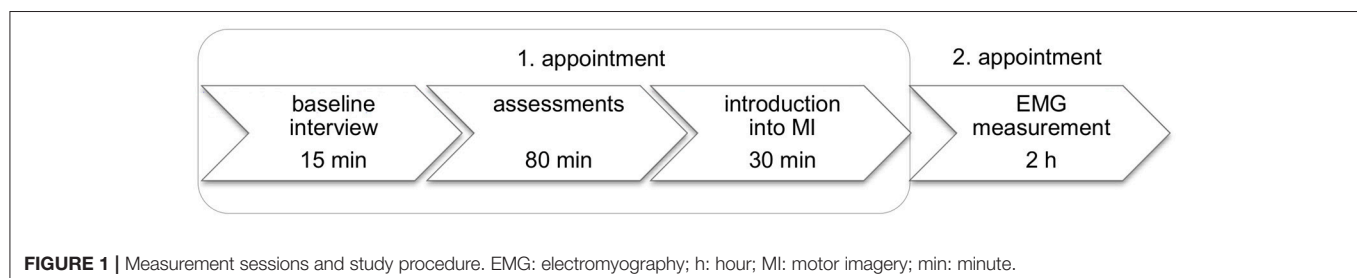 1. appointment
2. appointment
baseline
interview
15 min
assessments
80 min
introduction
into MI
30 min
EMG
measurement
2 h
FIGURE 1 | Measurement sessions and study procedure. EMG: electromyography; h: hour; MI: motor imagery; min: minute.